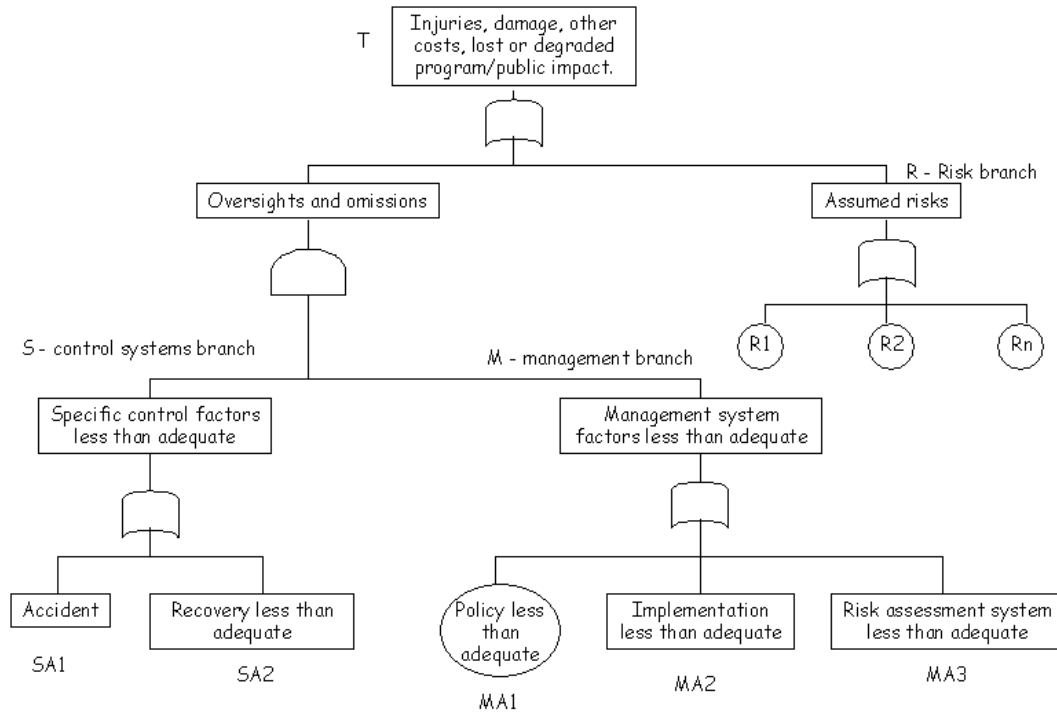 T
Injuries, damage, other
costs, lost or degraded
program/public impact.
R - Risk branch
Oversights and omissions
Assumed risks
R1
R2
Rn
S - control systems branch
M - management branch
Specific control factors
less than adequate
Management system
factors less than adequate
Accident
Recovery less than
adequate
Policy less
than
adequate
Implementation
less than adequate
Risk assessment system
less than adequate
SA1
SA2
MA1
MA2
MA3